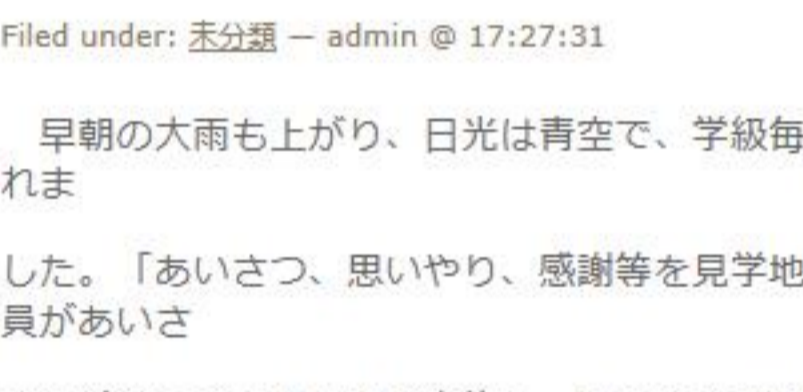 Filed under: 未分類 — admin @ 17:27:31
早朝の大雨も上がり、日光は青空で、学級毎
れま
した。「あいさつ、思いやり、感謝等を見学地
員があいさ